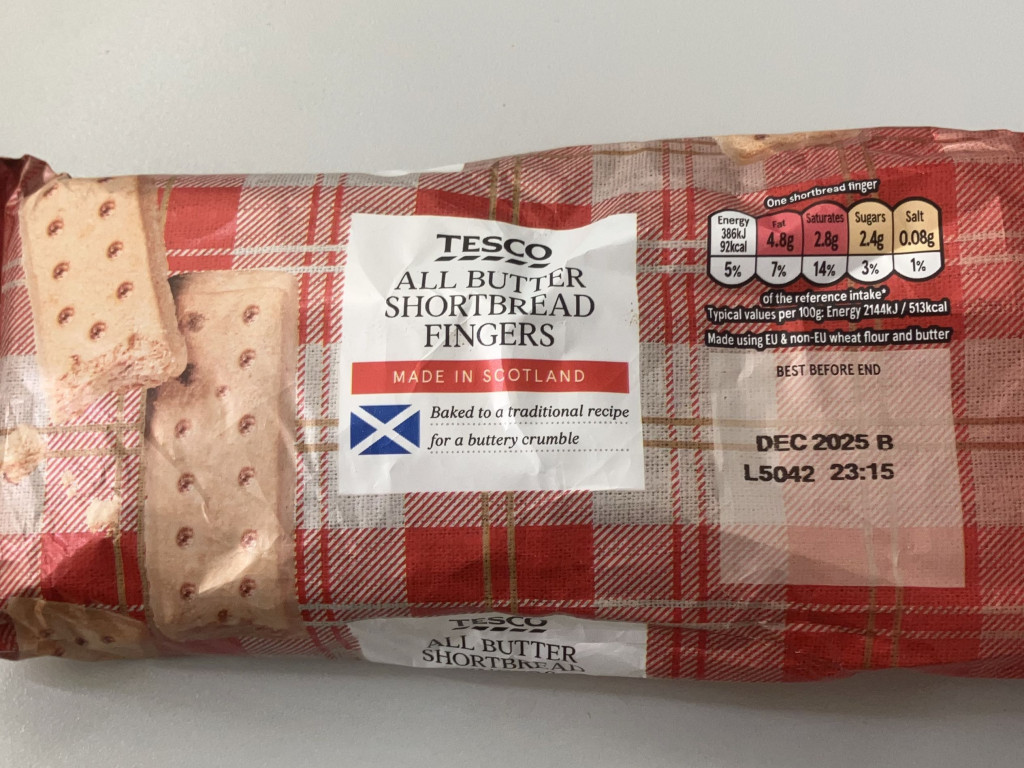 TESCO
ALL BUTTER
SHORTBREAD
FINGERS
MADE IN SCOTLAND
Baked to a traditional recipe
for a buttery crumble
One shortbread finger
Energy
386kJ
92kcal
5%
Fat
4.8g
7%
Saturates
2.8g
14%
Sugars
2.4g
3%
Salt
0.08g
1%
of the reference intake*
Typical values per 100g: Energy 2144kJ / 513kcal
Made using EU & non-EU wheat flour and butter
BEST BEFORE END
DEC 2025 B
L5042 23:15
TESCO
ALL BUTTER
SHORTBREAD